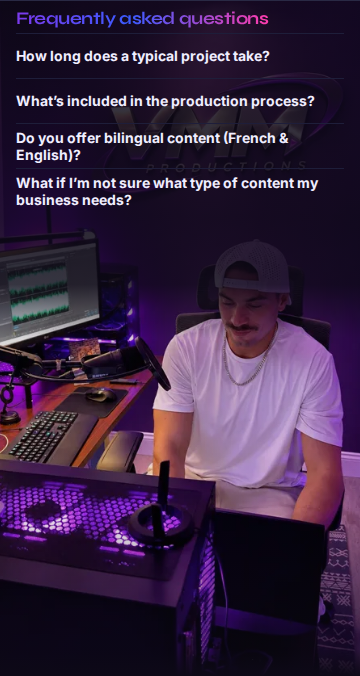 Frequently asked questions
How long does a typical project take?
What's included in the production process?
Do you offer bilingual content (French &
English)?
VMM
PRODUCTIONS
What if I'm not sure what type of content my
business needs?